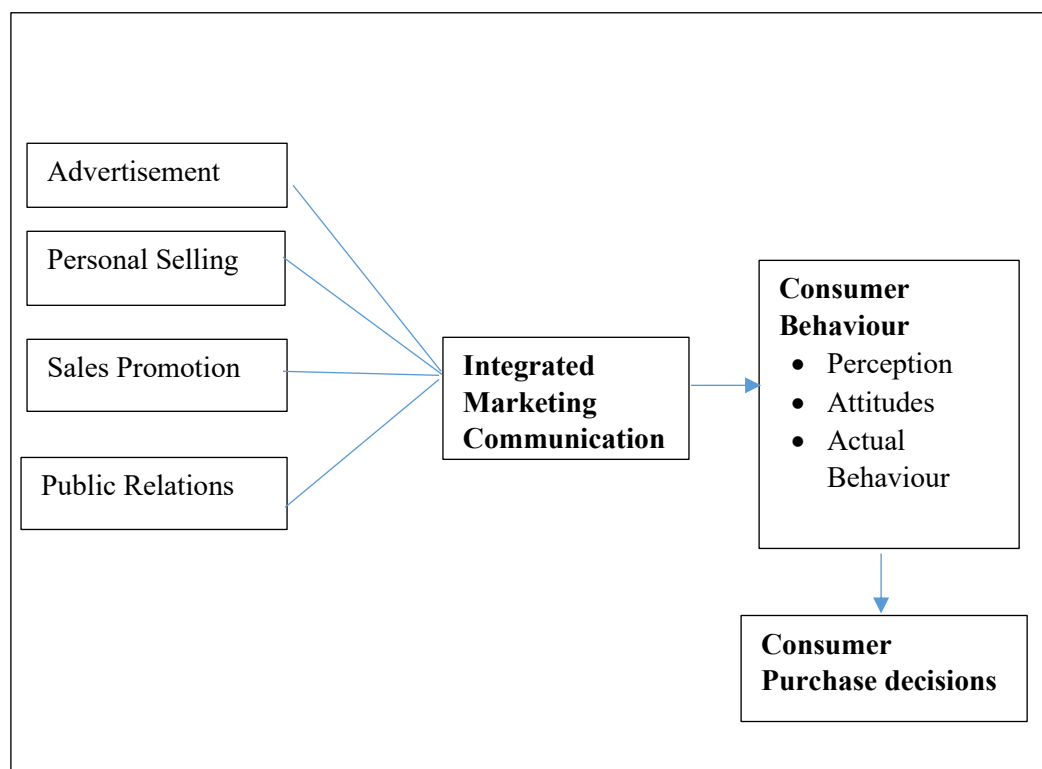 Advertisement
Personal Selling
Sales Promotion
Public Relations
Integrated
Marketing
Communication
Consumer
Behaviour
• Perception
• Attitudes
• Actual
Behaviour
Consumer
Purchase decisions